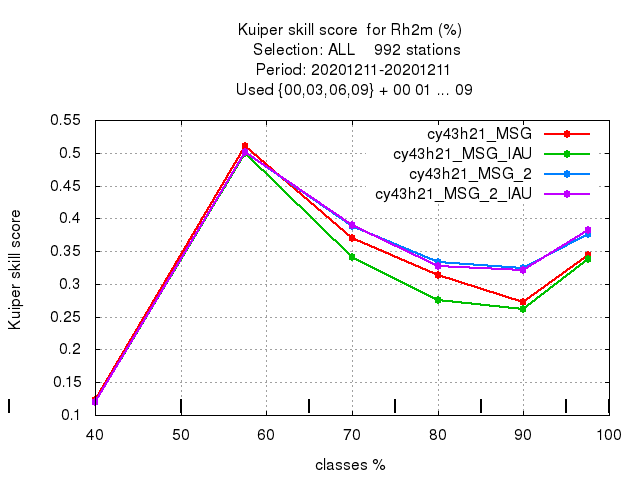 Kuiper skill score  for Rh2m (%)
Selection: ALL    992 stations
Period: 20201211-20201211
Used {00,03,06,09} + 00 01 ... 09
cy43h21_MSG
cy43h21_MSG_IAU
cy43h21_MSG_2
cy43h21_MSG_2_IAU
Kuiper skill score
0.55
0.5
0.45
0.4
0.35
0.3
0.25
0.2
0.15
0.1
40 50 60 70 80 90 100
classes %